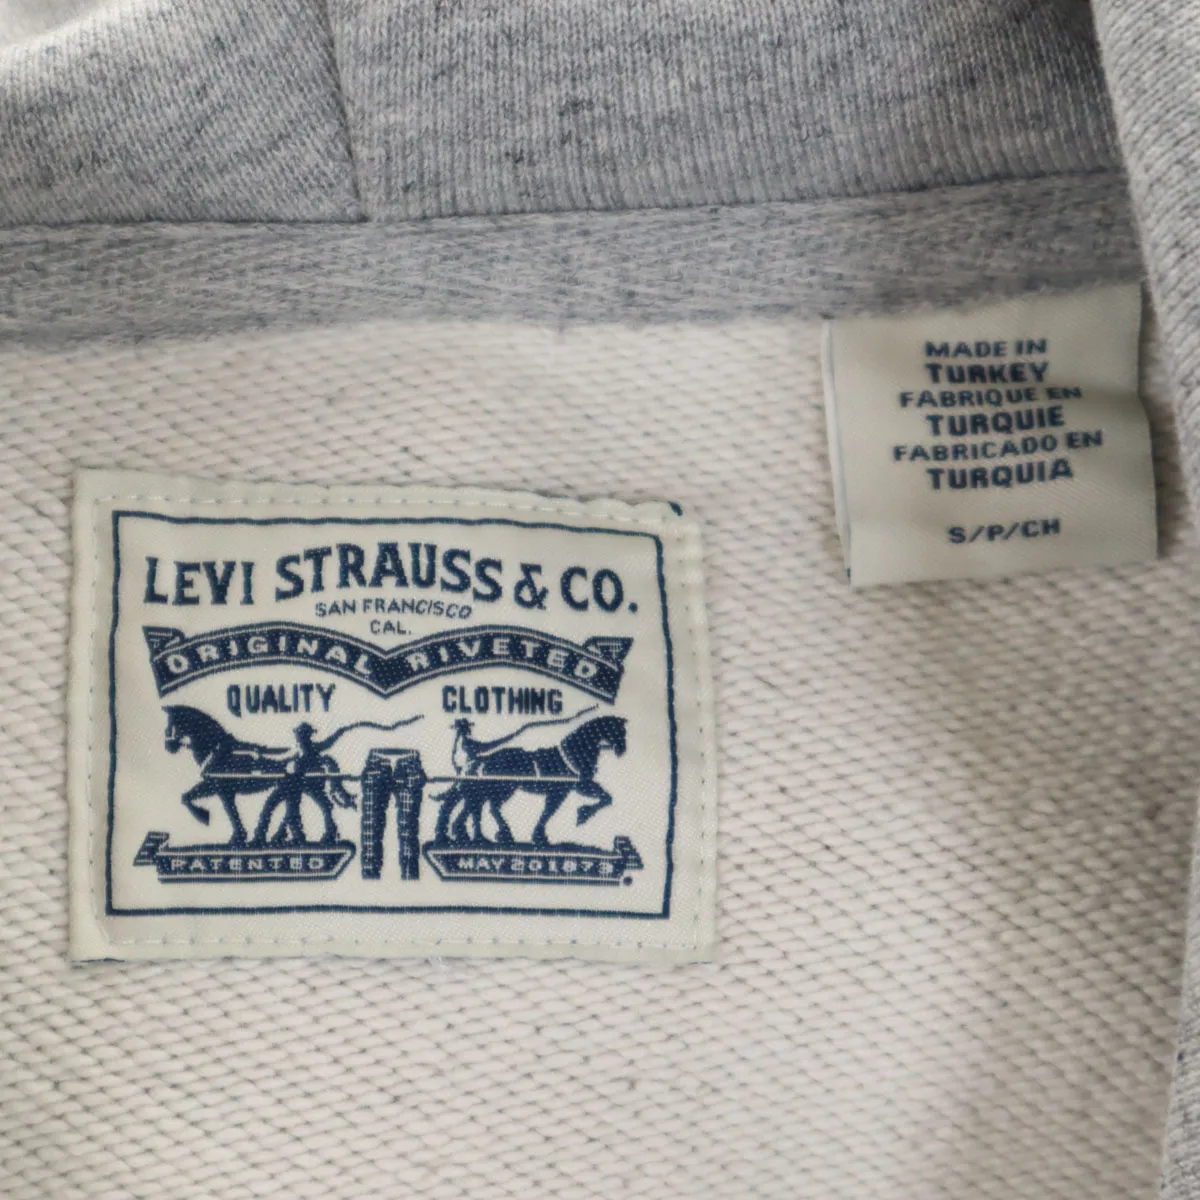 LEVI STRAUSS & CO.
SAN FRANCISCO
CAL.
ORIGINAL RIVETED
QUALITY CLOTHING
PATENTED MAY 20 1873
MADE IN
TURKEY
FABRIQUE EN
TURQUIE
FABRICADO EN
TURQUIA
S/P/CH